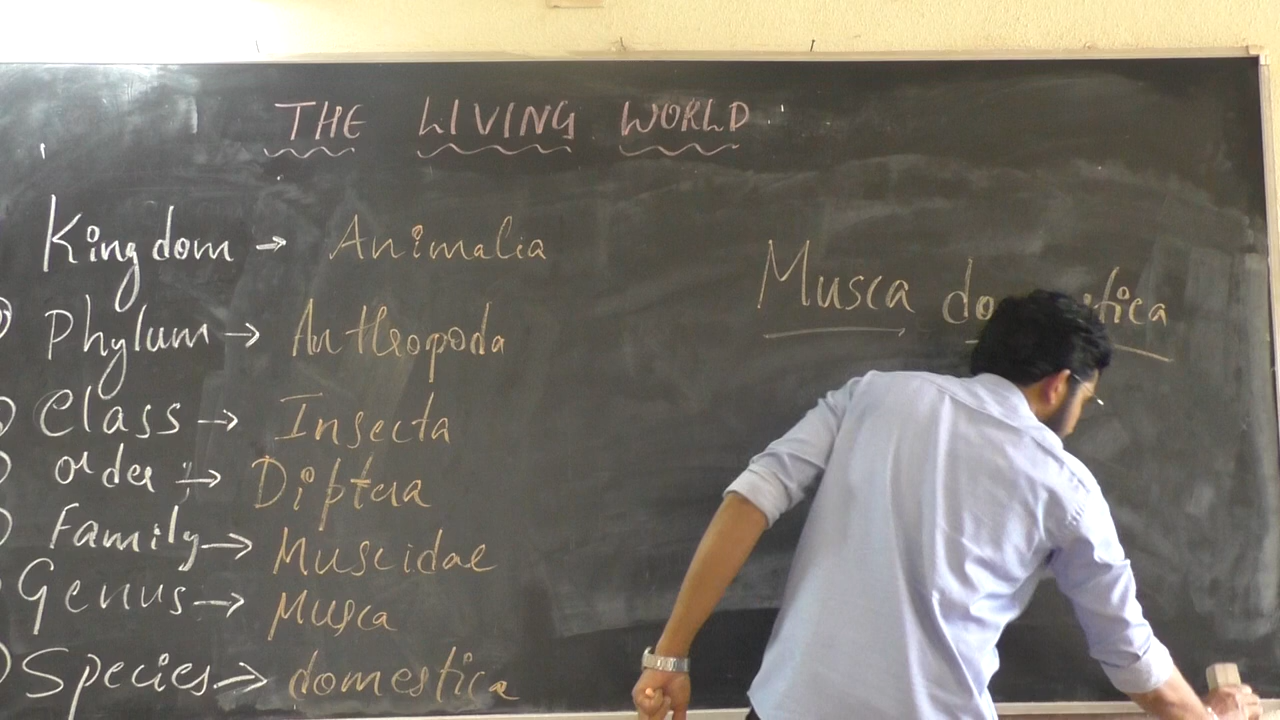 THE LIVING WORLD
Kingdom → Animalia
Phylum → Anthropoda
Class → Insecta
Order → Diptera
Family → Muscidae
Genus → Musca
Species → domestica
Musca